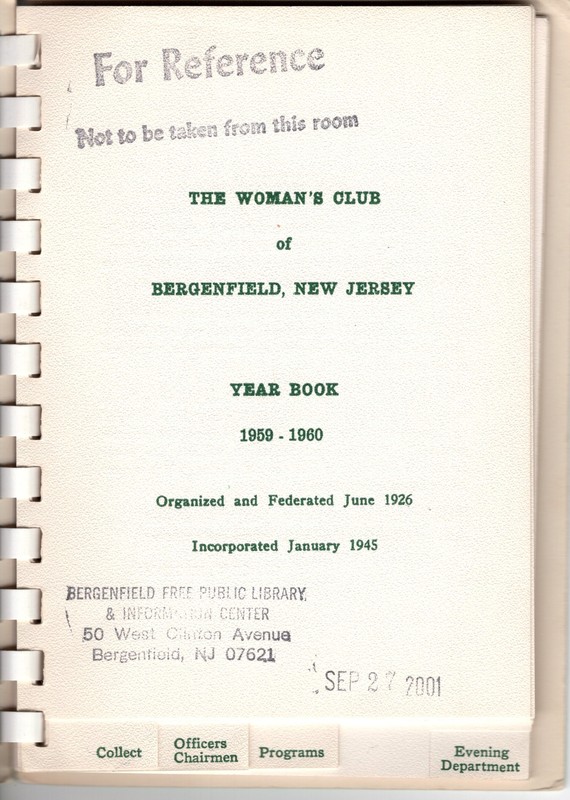 For Reference
Not to be taken from this room
THE WOMAN'S CLUB
of
BERGENFIELD, NEW JERSEY
YEAR BOOK
1959 - 1960
Organized and Federated June 1926
Incorporated January 1945
BERGENFIELD FREE PUBLIC LIBRARY
& INFORMATION CENTER
50 West Clinton Avenue
Bergenfield, NJ 07621
SEP 27 2001
Collect
Officers
Chairmen
Programs
Evening
Department